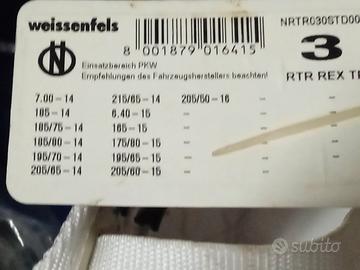 weissenfels
NRTR030STD00
8 001879 016415
3
Einsatzbereich PKW
Empfehlungen des Fahrzeugherstellers beachten!
RTR REX T
7.00-14 215/65-14 205/50-16 -
185-14 6.40-15 - -
185/75-14 165-15 - -
185/80-14 175/80-15 - -
195/70-14 195/65-15 - -
205/65-14 205/60-15 - -
subito